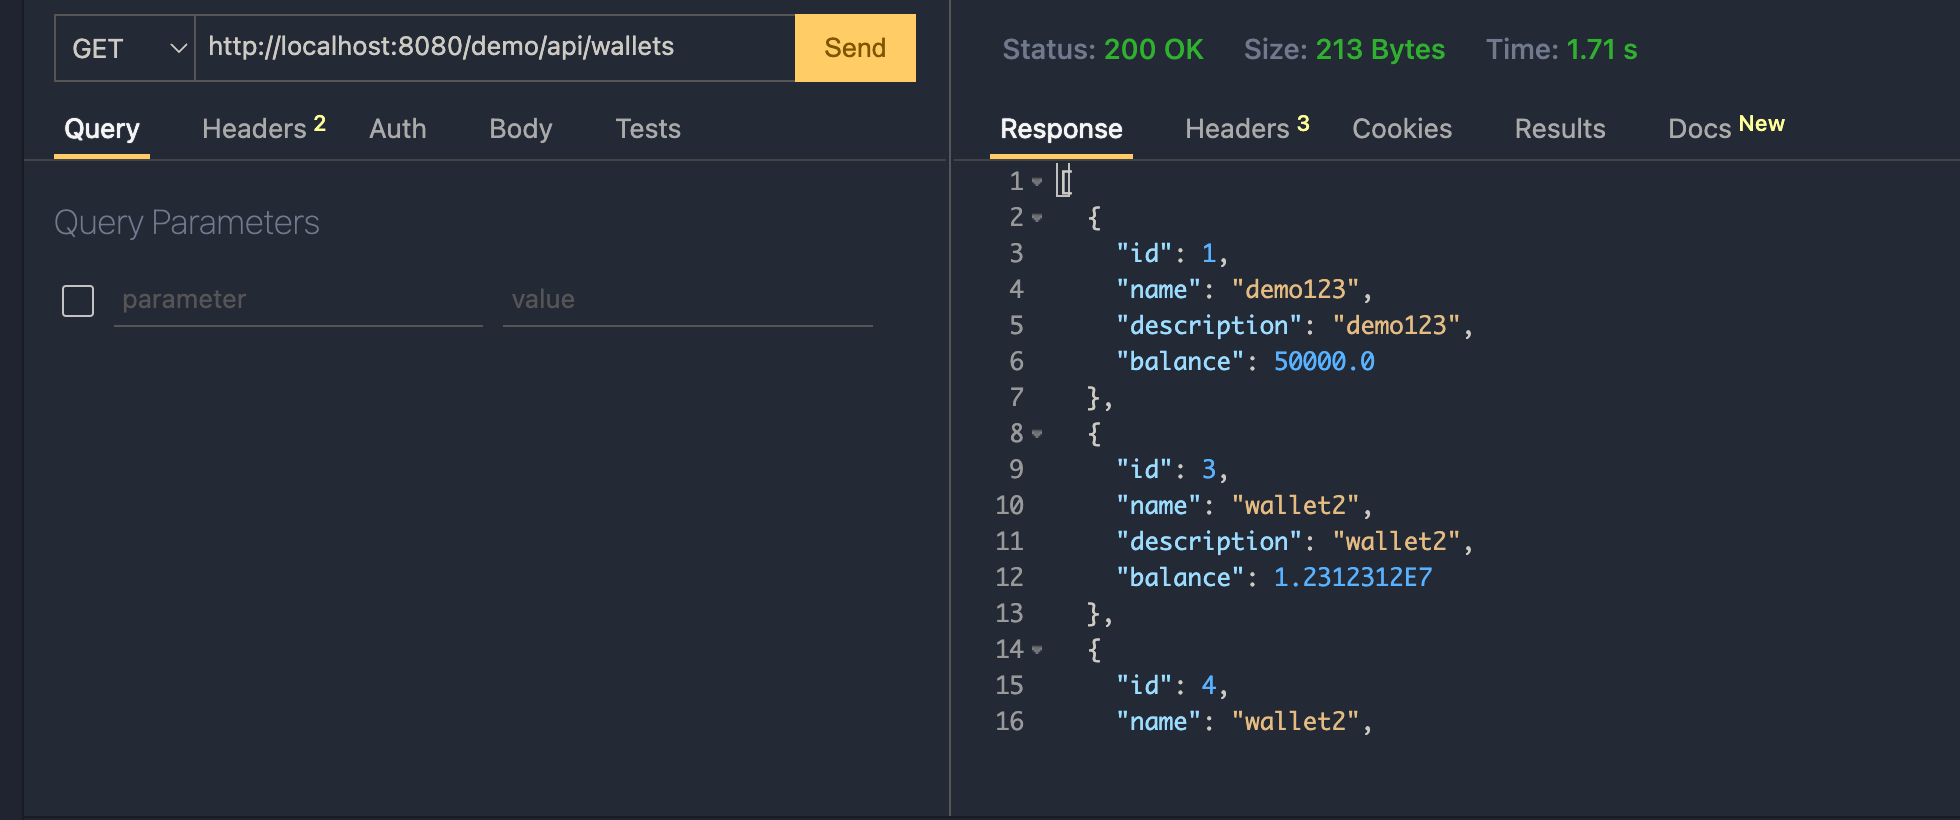 GET http://localhost:8080/demo/api/wallets Send
Query Headers 2 Auth Body Tests
Query Parameters
parameter value
Status: 200 OK Size: 213 Bytes Time: 1.71 s
Response Headers 3 Cookies Results Docs New
1 [
2 {
3 "id": 1,
4 "name": "demo123",
5 "description": "demo123",
6 "balance": 50000.0
7 },
8 {
9 "id": 3,
10 "name": "wallet2",
11 "description": "wallet2",
12 "balance": 1.2312312E7
13 },
14 {
15 "id": 4,
16 "name": "wallet2",